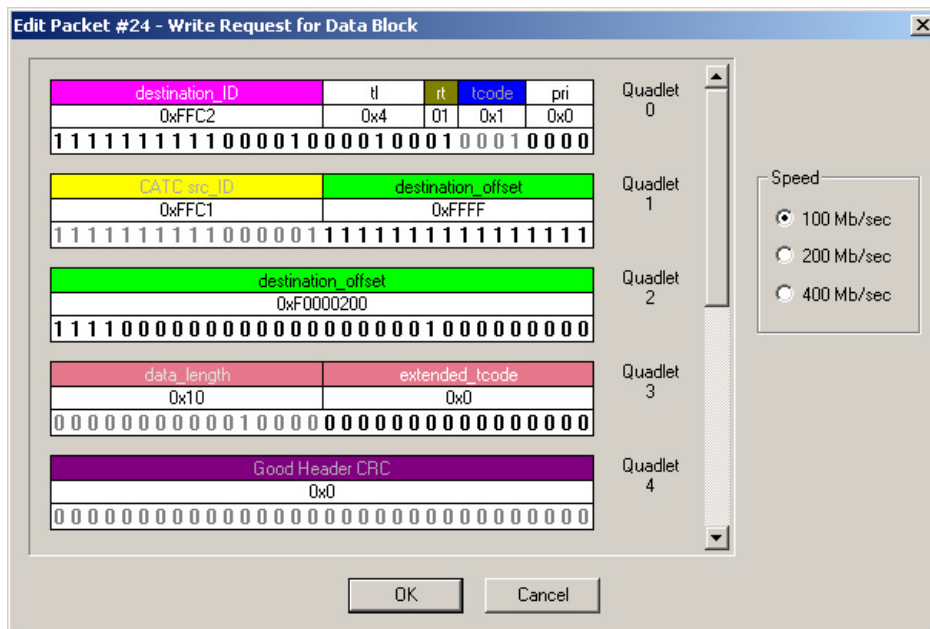 Edit Packet #24 - Write Request for Data Block
destination_ID tl rt tcode pri Quadlet
0xFFC2 0x4 01 0x1 0x0 0
11111111110000100001000100010000
CATC src_ID destination_offset Quadlet
0xFFC1 0xFFFF 1
11111111110000011111111111111111
destination_offset Quadlet
0xF0000200 2
11110000000000000000001000000000
data_length extended_tcode Quadlet
0x10 0x0 3
00000000000100000000000000000000
Good Header CRC Quadlet
0x0 4
00000000000000000000000000000000
Speed
100 Mb/sec
200 Mb/sec
400 Mb/sec
OK Cancel